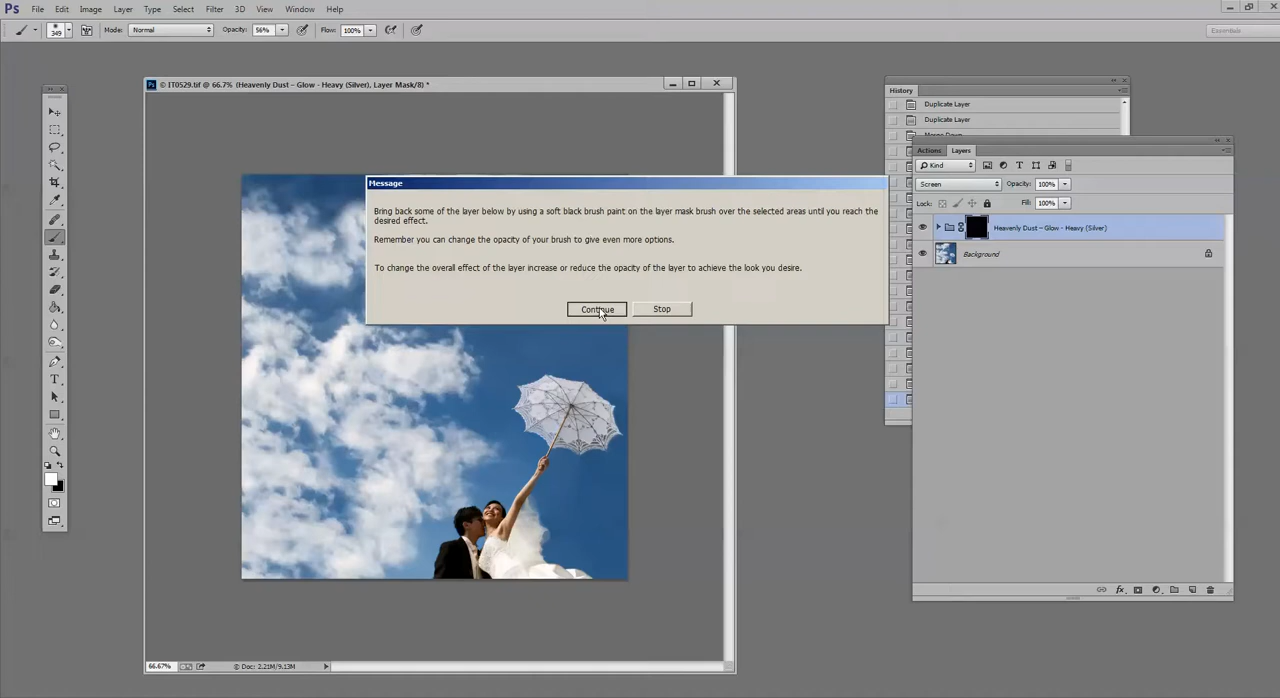 Ps File Edit Image Layer Type Select Filter 3D View Window Help
349 Mode: Normal Opacity: 56% Flow: 100% Essentials
© IT0529.tif @ 66.7% (Heavenly Dust – Glow - Heavy (Silver), Layer Mask/8) *
History
Duplicate Layer
Duplicate Layer
Merge Down
Actions Layers
Kind
Screen Opacity: 100%
Lock: Fill: 100%
Heavenly Dust – Glow - Heavy (Silver)
Background
Message
Bring back some of the layer below by using a soft black brush paint on the layer mask brush over the selected areas until you reach the
desired effect.
Remember you can change the opacity of your brush to give even more options.
To change the overall effect of the layer increase or reduce the opacity of the layer to achieve the look you desire.
Continue Stop
66.67% Doc: 2.21M/9.13M